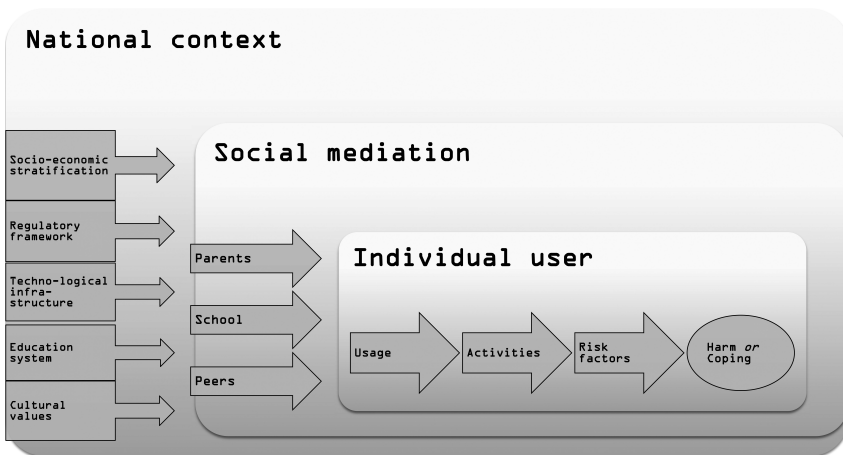 National context
Social mediation
Socio-economic
stratification
Regulatory
framework
Techno-logical
infra-
structure
Education
system
Cultural
values
Parents
School
Peers
Individual user
Usage
Activities
Risk
factors
Harm or
Coping